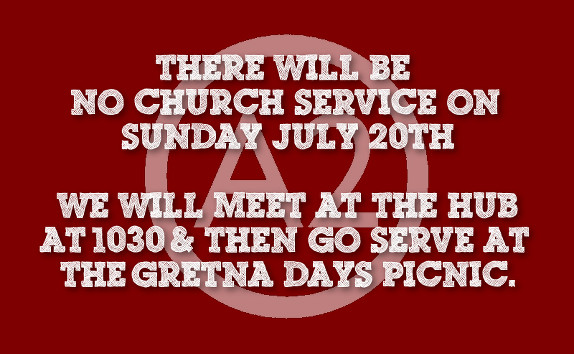 THERE WILL BE
NO CHURCH SERVICE ON
SUNDAY JULY 20TH
A2
WE WILL MEET AT THE HUB
AT 1030 & THEN GO SERVE AT
THE GRETNA DAYS PICNIC.